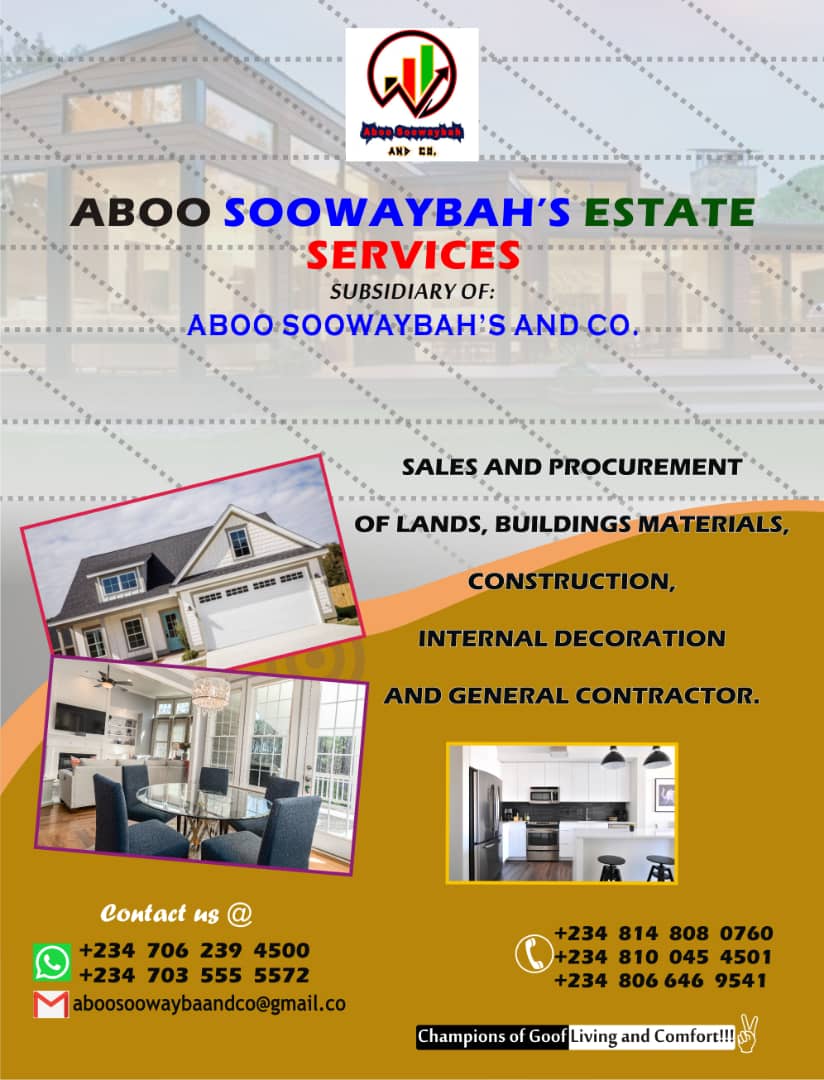 Aboo Soowaybah
AND CO.
ABOO SOOWAYBAH'S ESTATE
SERVICES
SUBSIDIARY OF:
ABOO SOOWAYBAH'S AND CO.
SALES AND PROCUREMENT
OF LANDS, BUILDINGS MATERIALS,
CONSTRUCTION,
INTERNAL DECORATION
AND GENERAL CONTRACTOR.
Contact us @
+234 706 239 4500
+234 703 555 5572
aboosoowaybaandco@gmail.co
+234 814 808 0760
+234 810 045 4501
+234 806 646 9541
Champions of Goof Living and Comfort!!!